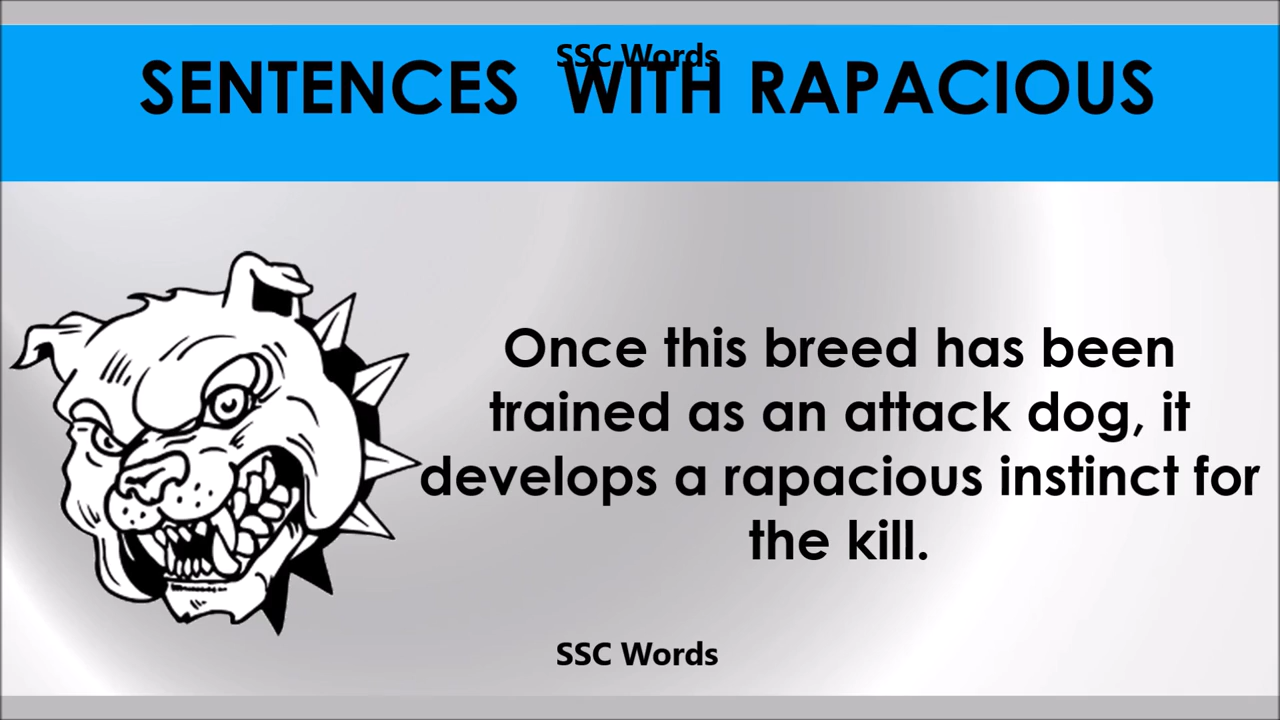 SSC Words
SENTENCES WITH RAPACIOUS
Once this breed has been
trained as an attack dog, it
develops a rapacious instinct for
the kill.
SSC Words